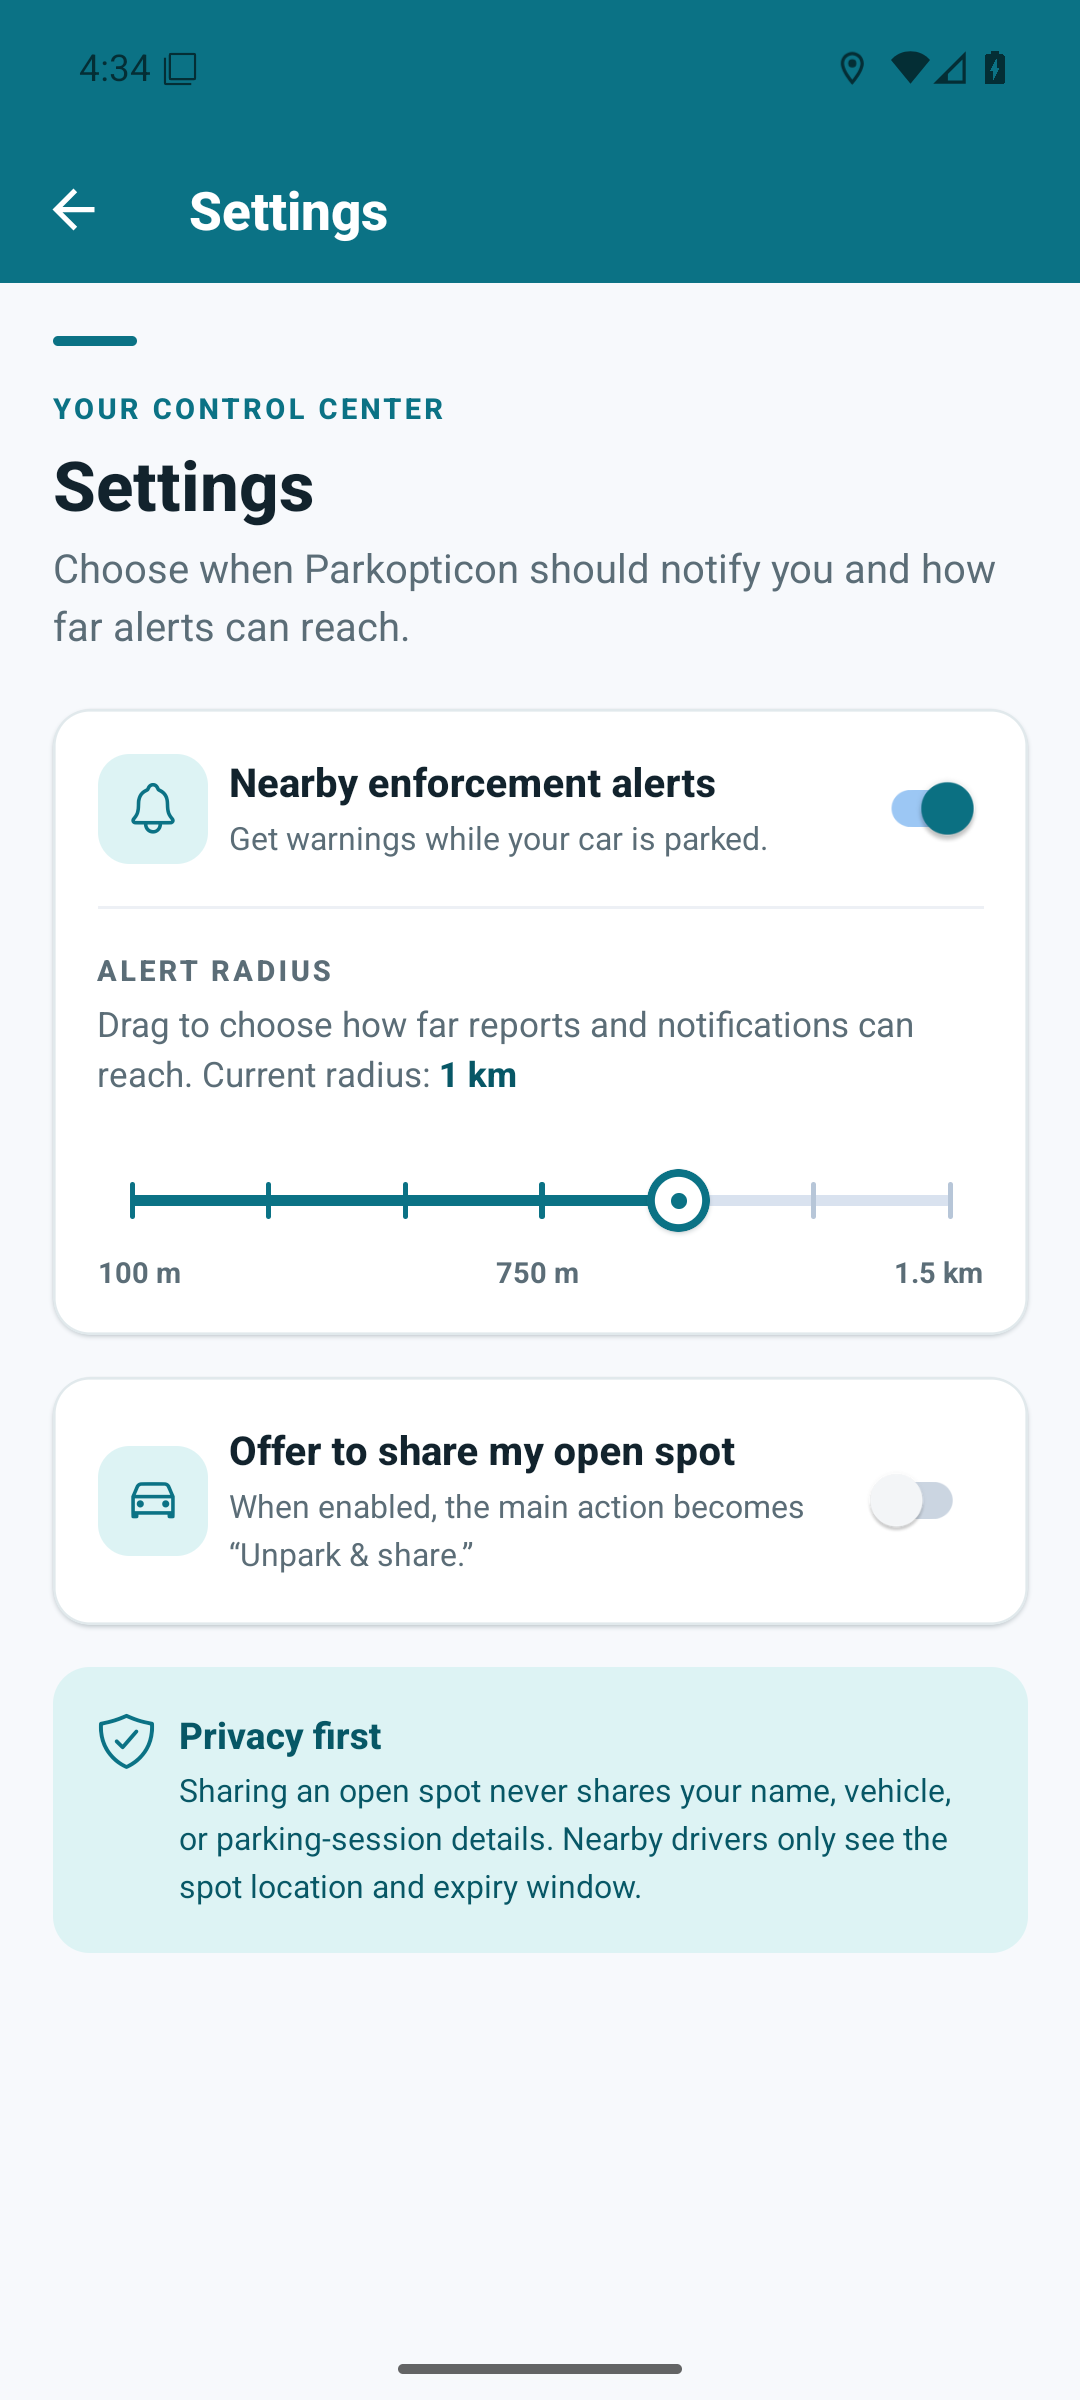 4:34
Settings
YOUR CONTROL CENTER
Settings
Choose when Parkopticon should notify you and how
far alerts can reach.
Nearby enforcement alerts
Get warnings while your car is parked.
ALERT RADIUS
Drag to choose how far reports and notifications can
reach. Current radius: 1 km
100 m 750 m 1.5 km
Offer to share my open spot
When enabled, the main action becomes
“Unpark & share.”
Privacy first
Sharing an open spot never shares your name, vehicle,
or parking-session details. Nearby drivers only see the
spot location and expiry window.